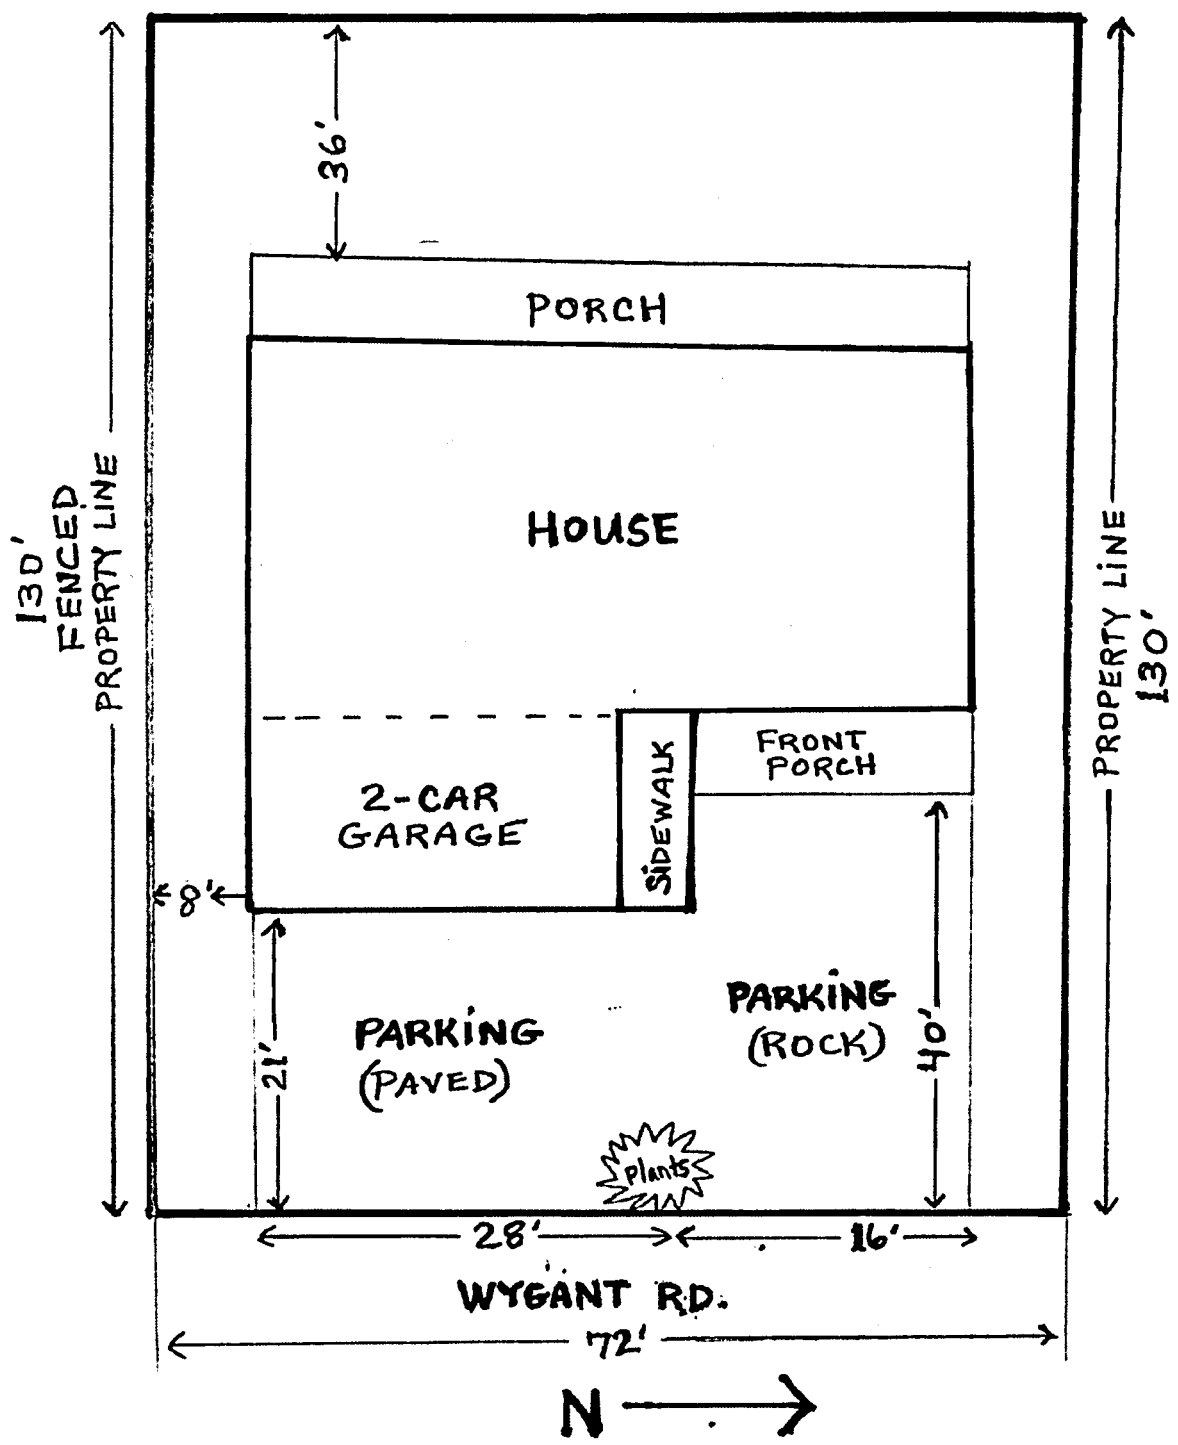 36'
PORCH
HOUSE
130'
FENCED
PROPERTY LINE
PROPERTY LINE
130'
2-CAR
GARAGE
SIDEWALK
FRONT
PORCH
8'
21'
PARKING
(PAVED)
PARKING
(ROCK)
40'
Plants
28'
16'
WYGANT RD.
72'
N